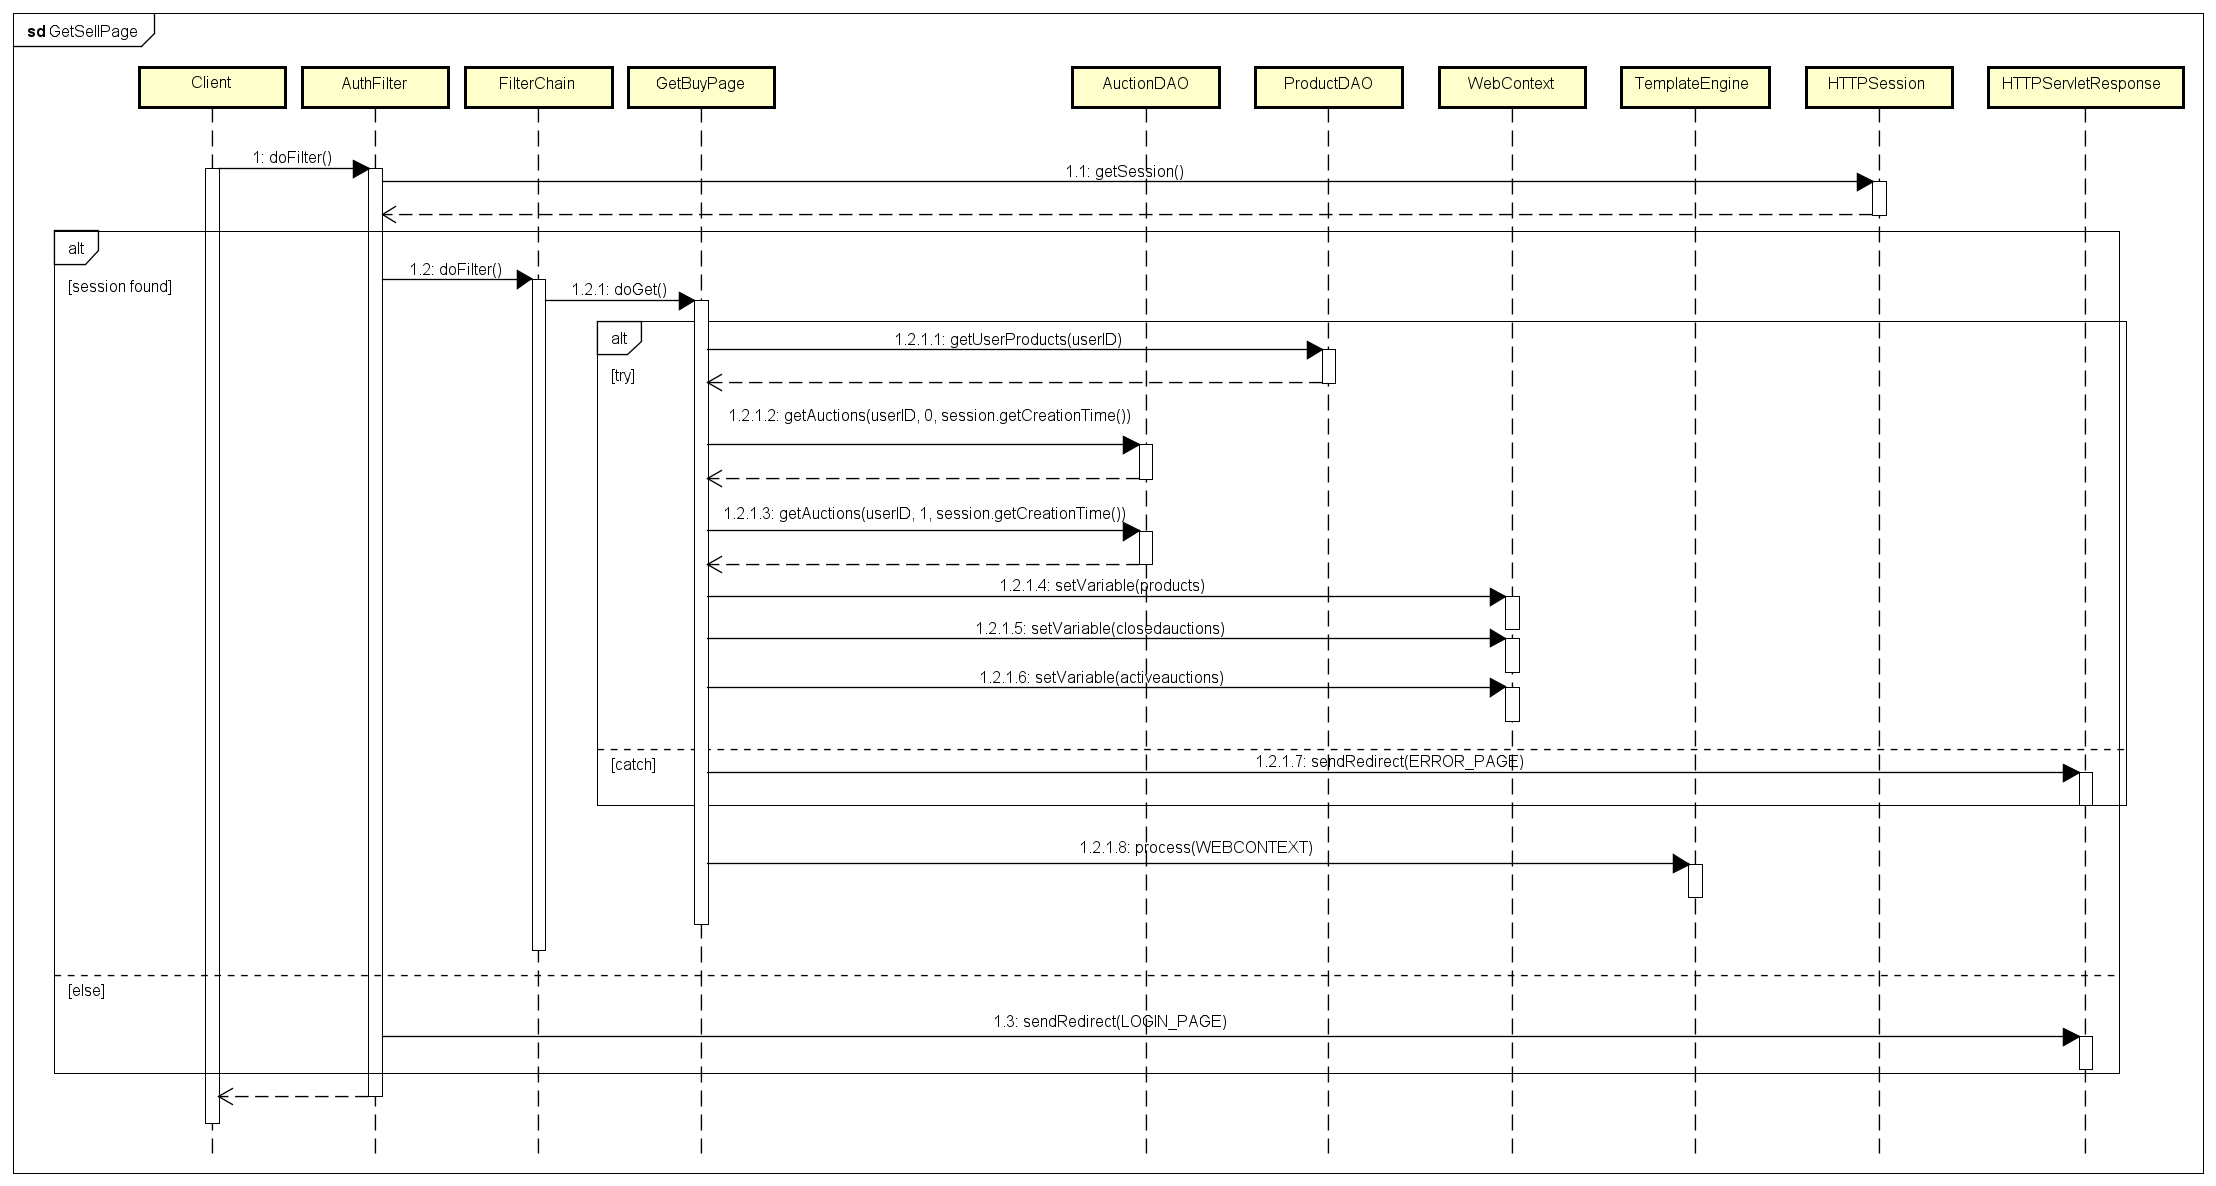 sd GetSellPage
Client
AuthFilter
FilterChain
GetBuyPage
AuctionDAO
ProductDAO
WebContext
TemplateEngine
HTTPSession
HTTPServletResponse
1: doFilter()
1.1: getSession()
alt
[session found]
1.2: doFilter()
1.2.1: doGet()
alt
[try]
1.2.1.1: getUserProducts(userID)
1.2.1.2: getAuctions(userID, 0, session.getCreationTime())
1.2.1.3: getAuctions(userID, 1, session.getCreationTime())
1.2.1.4: setVariable(products)
1.2.1.5: setVariable(closedauctions)
1.2.1.6: setVariable(activeauctions)
[catch]
1.2.1.7: sendRedirect(ERROR_PAGE)
1.2.1.8: process(WEBCONTEXT)
[else]
1.3: sendRedirect(LOGIN_PAGE)